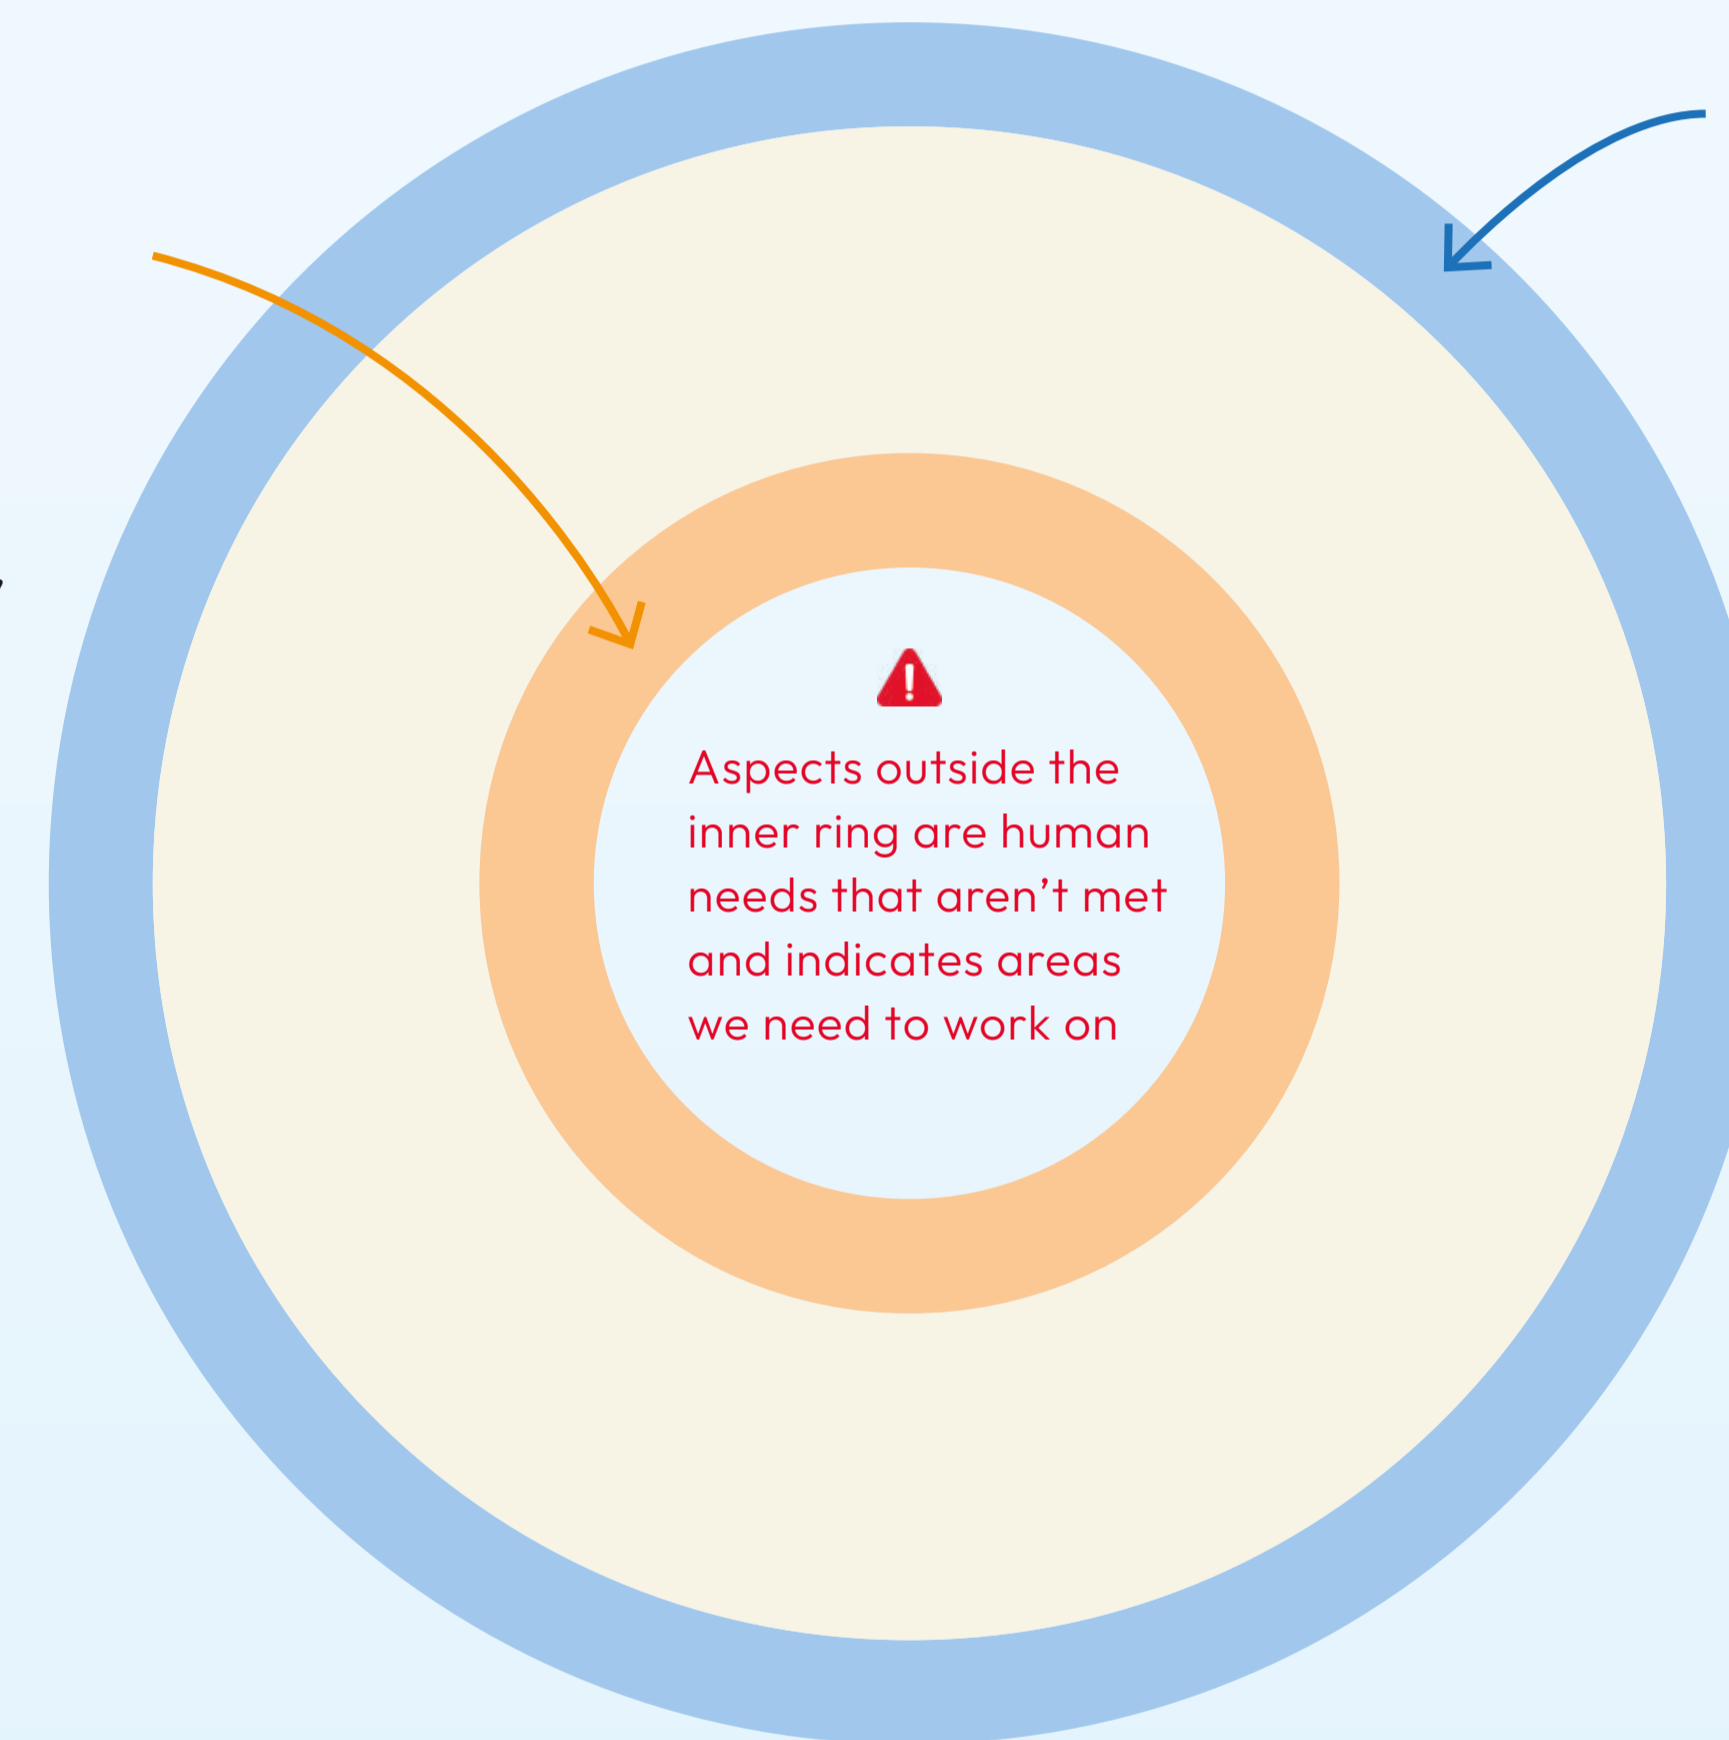 Aspects outside the
inner ring are human
needs that aren’t met
and indicates areas
we need to work on